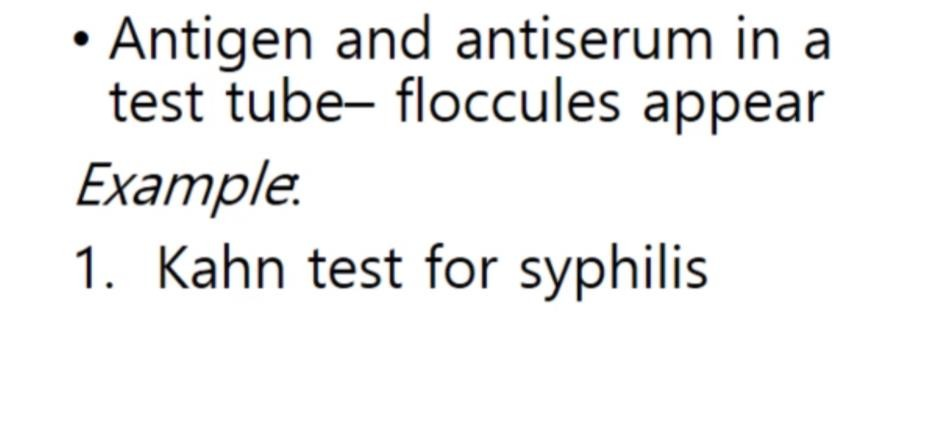 • Antigen and antiserum in a
test tube– floccules appear
Example:
1. Kahn test for syphilis